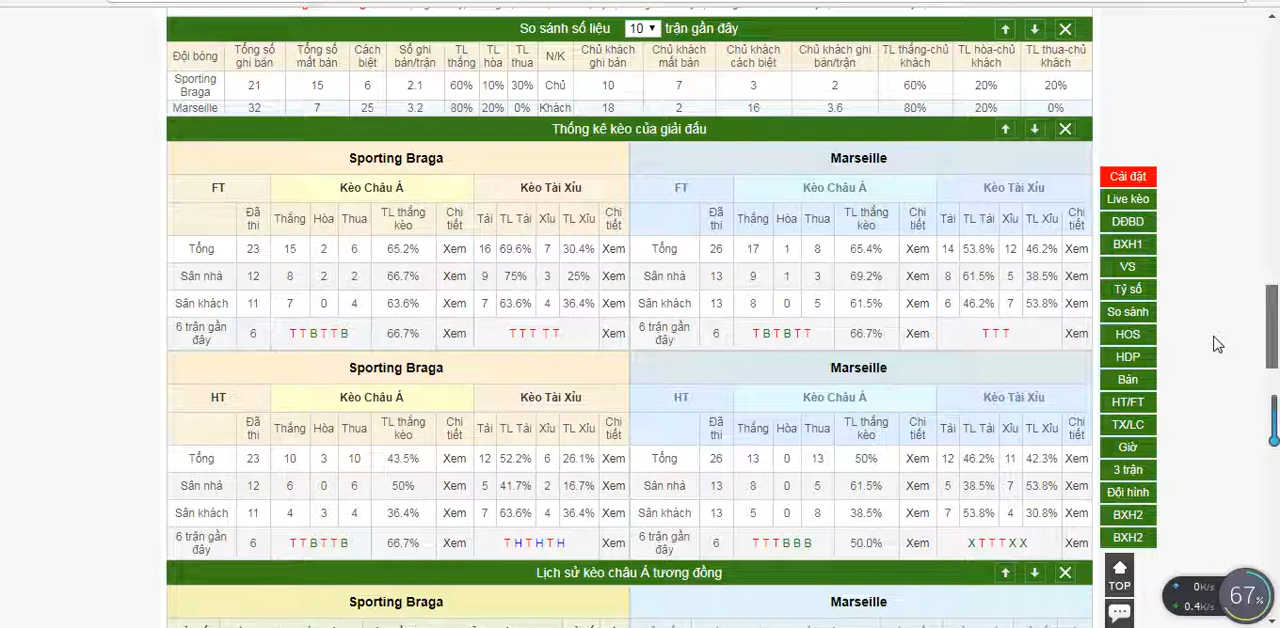 So sánh số liệu 10 trận gần đây
Đội bóng Tổng số ghi bàn Tổng số mất bàn Cách biệt Số ghi bàn/trận TL thắng TL hòa TL thua N/K Chủ khách ghi bàn Chủ khách mất bàn Chủ khách cách biệt Chủ khách ghi bàn/trận TL thắng-chủ khách TL hòa-chủ khách TL thua-chủ khách
Sporting Braga 21 15 6 2.1 60% 10% 30% Chủ 10 7 3 2 60% 20% 20%
Marseille 32 7 25 3.2 80% 20% 0% Khách 18 2 16 3.6 80% 20% 0%
Thống kê kèo của giải đấu
Sporting Braga Marseille
FT Kèo Châu Á Kèo Tài Xỉu FT Kèo Châu Á Kèo Tài Xỉu
Đã thi Thắng Hòa Thua TL thắng kèo Chi tiết Tài TL Tài Xỉu TL Xỉu Chi tiết Đã thi Thắng Hòa Thua TL thắng kèo Chi tiết Tài TL Tài Xỉu TL Xỉu Chi tiết
Tổng 23 15 2 6 65.2% Xem 16 69.6% 7 30.4% Xem Tổng 26 17 1 8 65.4% Xem 14 53.8% 12 46.2% Xem
Sân nhà 12 8 2 2 66.7% Xem 9 75% 3 25% Xem Sân nhà 13 9 1 3 69.2% Xem 8 61.5% 5 38.5% Xem
Sân khách 11 7 0 4 63.6% Xem 7 63.6% 4 36.4% Xem Sân khách 13 8 0 5 61.5% Xem 6 46.2% 7 53.8% Xem
6 trận gần đây 6 T T B T T B 66.7% Xem T T T T T Xem 6 trận gần đây 6 T B T B T T 66.7% Xem T T T Xem
Sporting Braga Marseille
HT Kèo Châu Á Kèo Tài Xỉu HT Kèo Châu Á Kèo Tài Xỉu
Đã thi Thắng Hòa Thua TL thắng kèo Chi tiết Tài TL Tài Xỉu TL Xỉu Chi tiết Đã thi Thắng Hòa Thua TL thắng kèo Chi tiết Tài TL Tài Xỉu TL Xỉu Chi tiết
Tổng 23 10 3 10 43.5% Xem 12 52.2% 6 26.1% Xem Tổng 26 13 0 13 50% Xem 12 46.2% 11 42.3% Xem
Sân nhà 12 6 0 6 50% Xem 5 41.7% 2 16.7% Xem Sân nhà 13 8 0 5 61.5% Xem 5 38.5% 7 53.8% Xem
Sân khách 11 4 3 4 36.4% Xem 7 63.6% 4 36.4% Xem Sân khách 13 5 0 8 38.5% Xem 7 53.8% 4 30.8% Xem
6 trận gần đây 6 T T B T T B 66.7% Xem T H T H T H Xem 6 trận gần đây 6 T T T B B B 50.0% Xem X T T T X X Xem
Lịch sử kèo châu Á tương đồng
Sporting Braga Marseille
Cài đặt
Live kèo
DĐBD
BXH1
VS
Tỷ số
So sánh
HOS
HDP
Bàn
HT/FT
TX/LC
Giờ
3 trận
Đội hình
BXH2
BXH2
TOP
0K/s
0.4K/s
67%